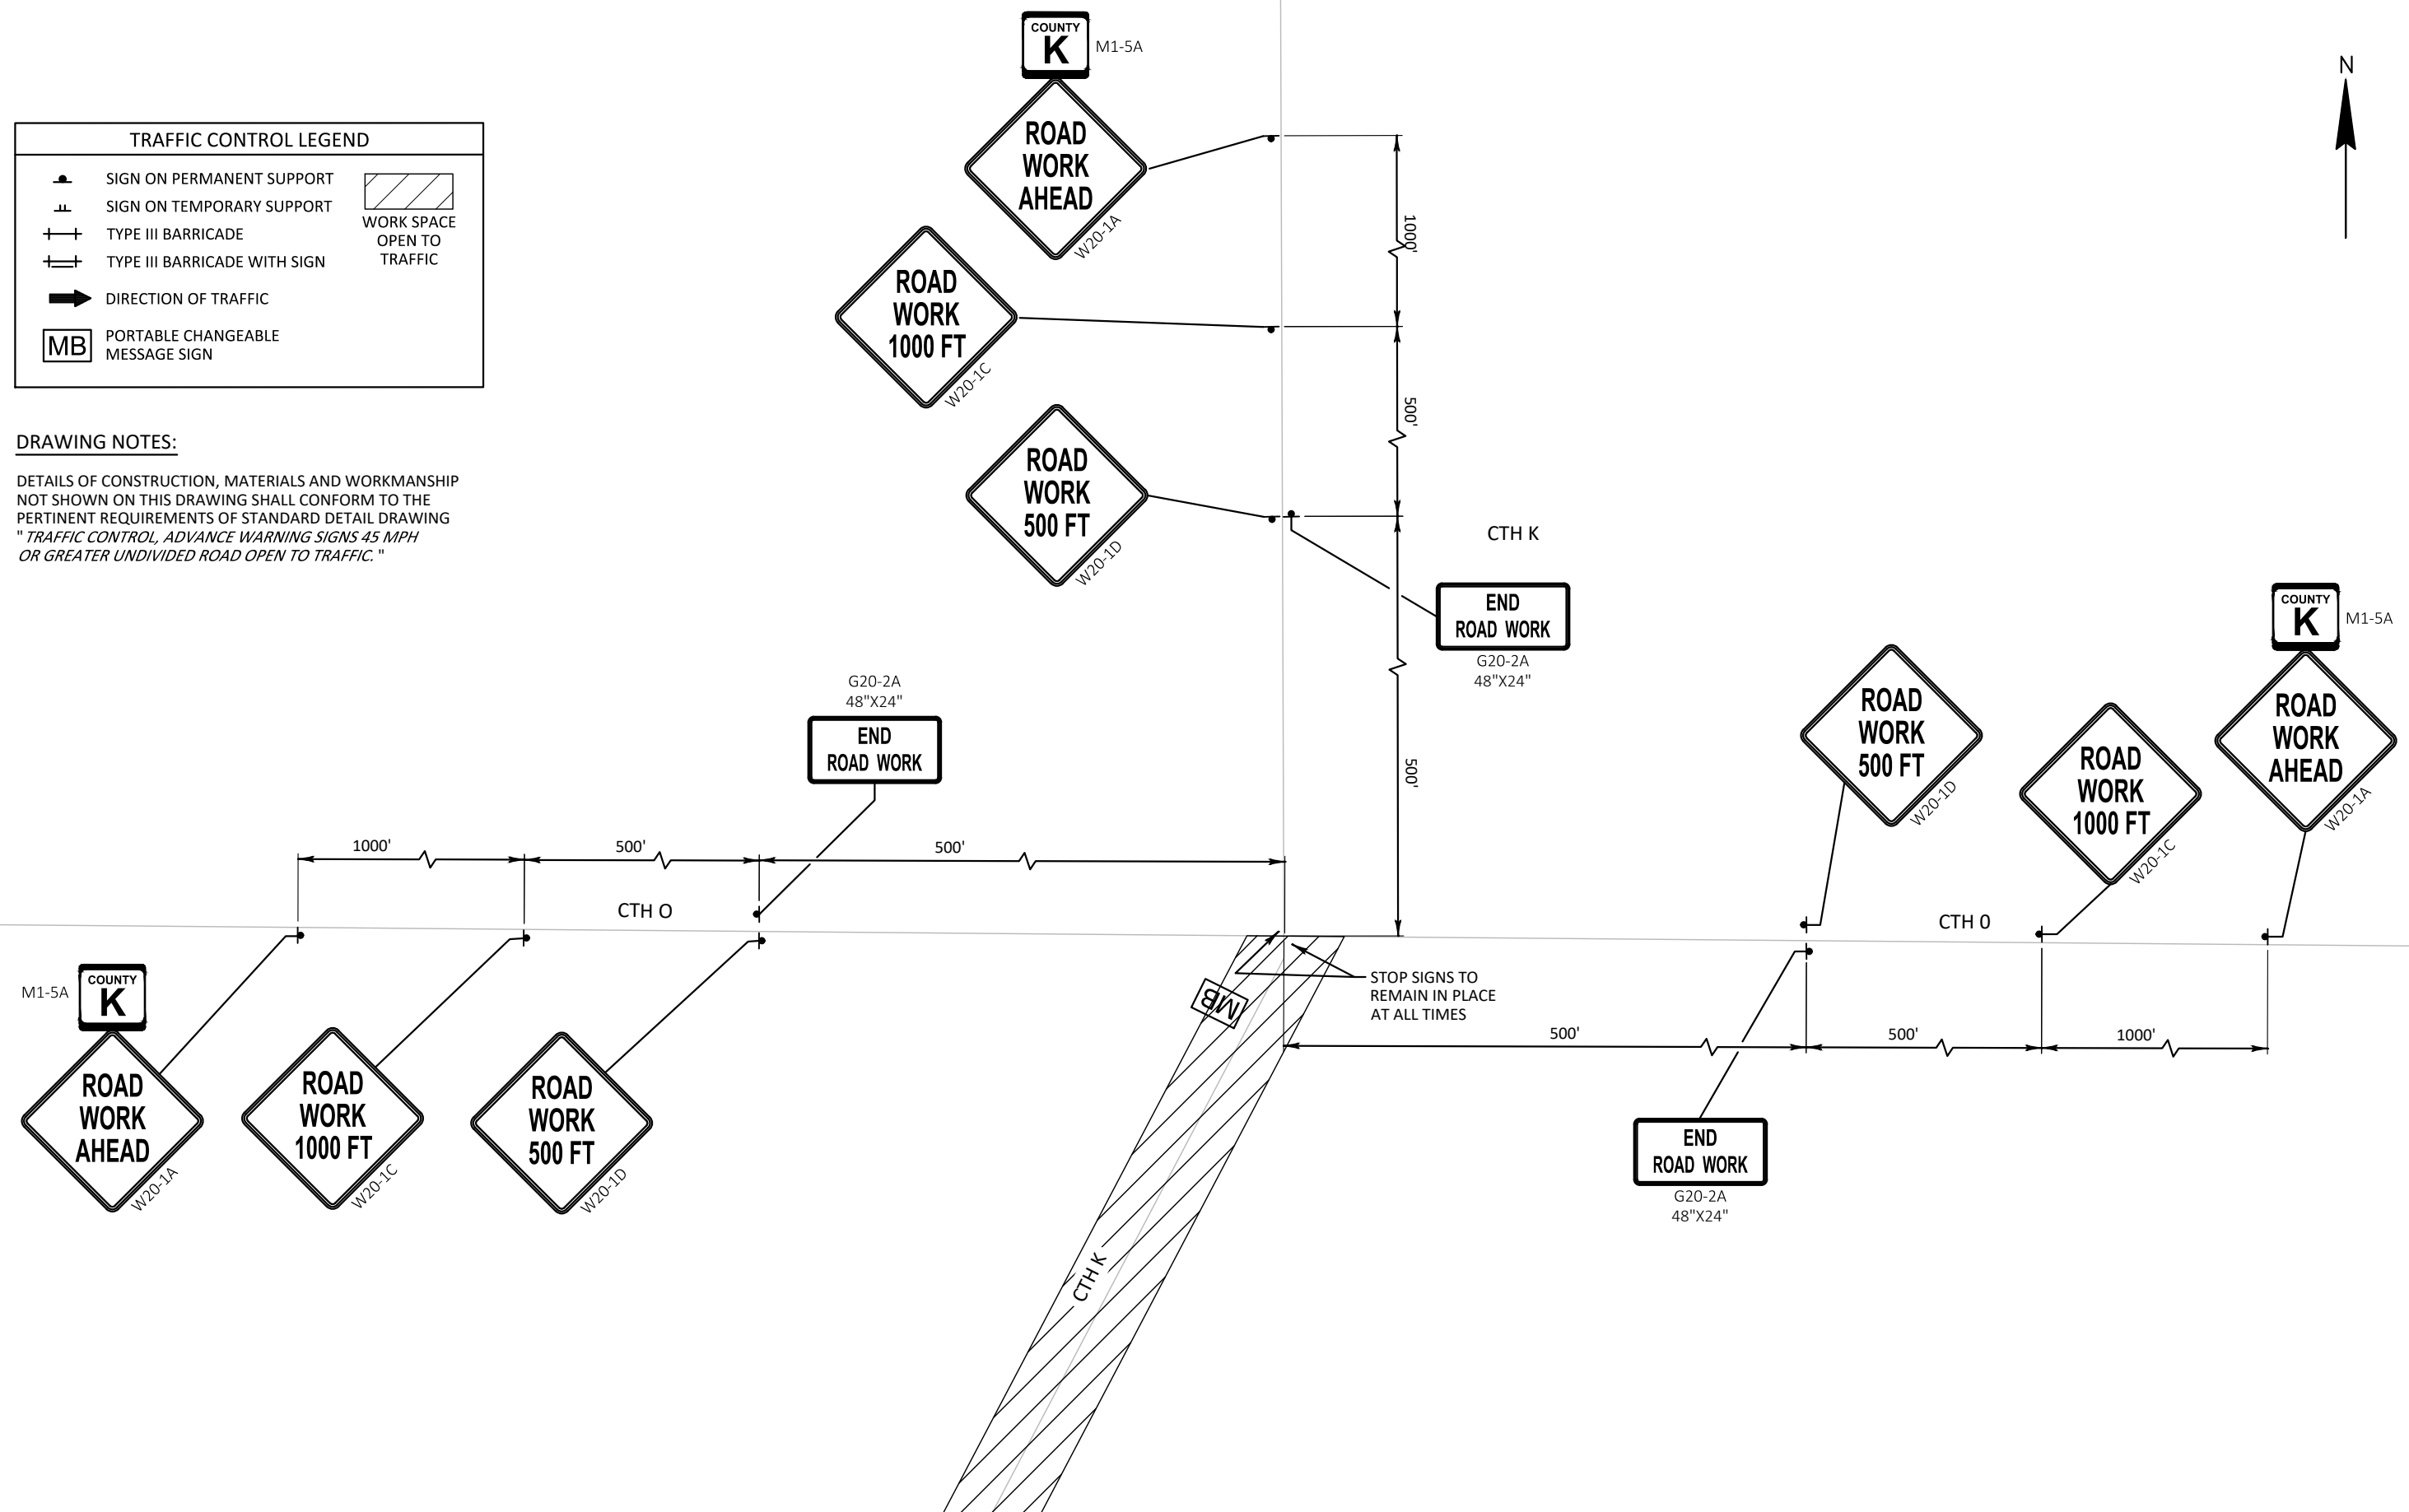 COUNTY
K
M1-5A
ROAD
WORK
AHEAD
W20-1A
N
TRAFFIC CONTROL LEGEND
SIGN ON PERMANENT SUPPORT
SIGN ON TEMPORARY SUPPORT
TYPE III BARRICADE
TYPE III BARRICADE WITH SIGN
DIRECTION OF TRAFFIC
MB
PORTABLE CHANGEABLE
MESSAGE SIGN
WORK SPACE
OPEN TO
TRAFFIC
1000'
ROAD
WORK
1000 FT
W20-1C
500'
DRAWING NOTES:
DETAILS OF CONSTRUCTION, MATERIALS AND WORKMANSHIP
NOT SHOWN ON THIS DRAWING SHALL CONFORM TO THE
PERTINENT REQUIREMENTS OF STANDARD DETAIL DRAWING
" TRAFFIC CONTROL, ADVANCE WARNING SIGNS 45 MPH
OR GREATER UNDIVIDED ROAD OPEN TO TRAFFIC. "
ROAD
WORK
500 FT
W20-1D
CTH K
END
ROAD WORK
G20-2A
48"X24"
500'
G20-2A
48"X24"
END
ROAD WORK
ROAD
WORK
500 FT
W20-1D
ROAD
WORK
1000 FT
W20-1C
COUNTY
K
M1-5A
ROAD
WORK
AHEAD
W20-1A
1000'
500'
500'
CTH O
CTH 0
M1-5A
COUNTY
K
ROAD
WORK
AHEAD
W20-1A
ROAD
WORK
1000 FT
W20-1C
ROAD
WORK
500 FT
W20-1D
MB
STOP SIGNS TO
REMAIN IN PLACE
AT ALL TIMES
500'
500'
1000'
END
ROAD WORK
G20-2A
48"X24"
CTH K